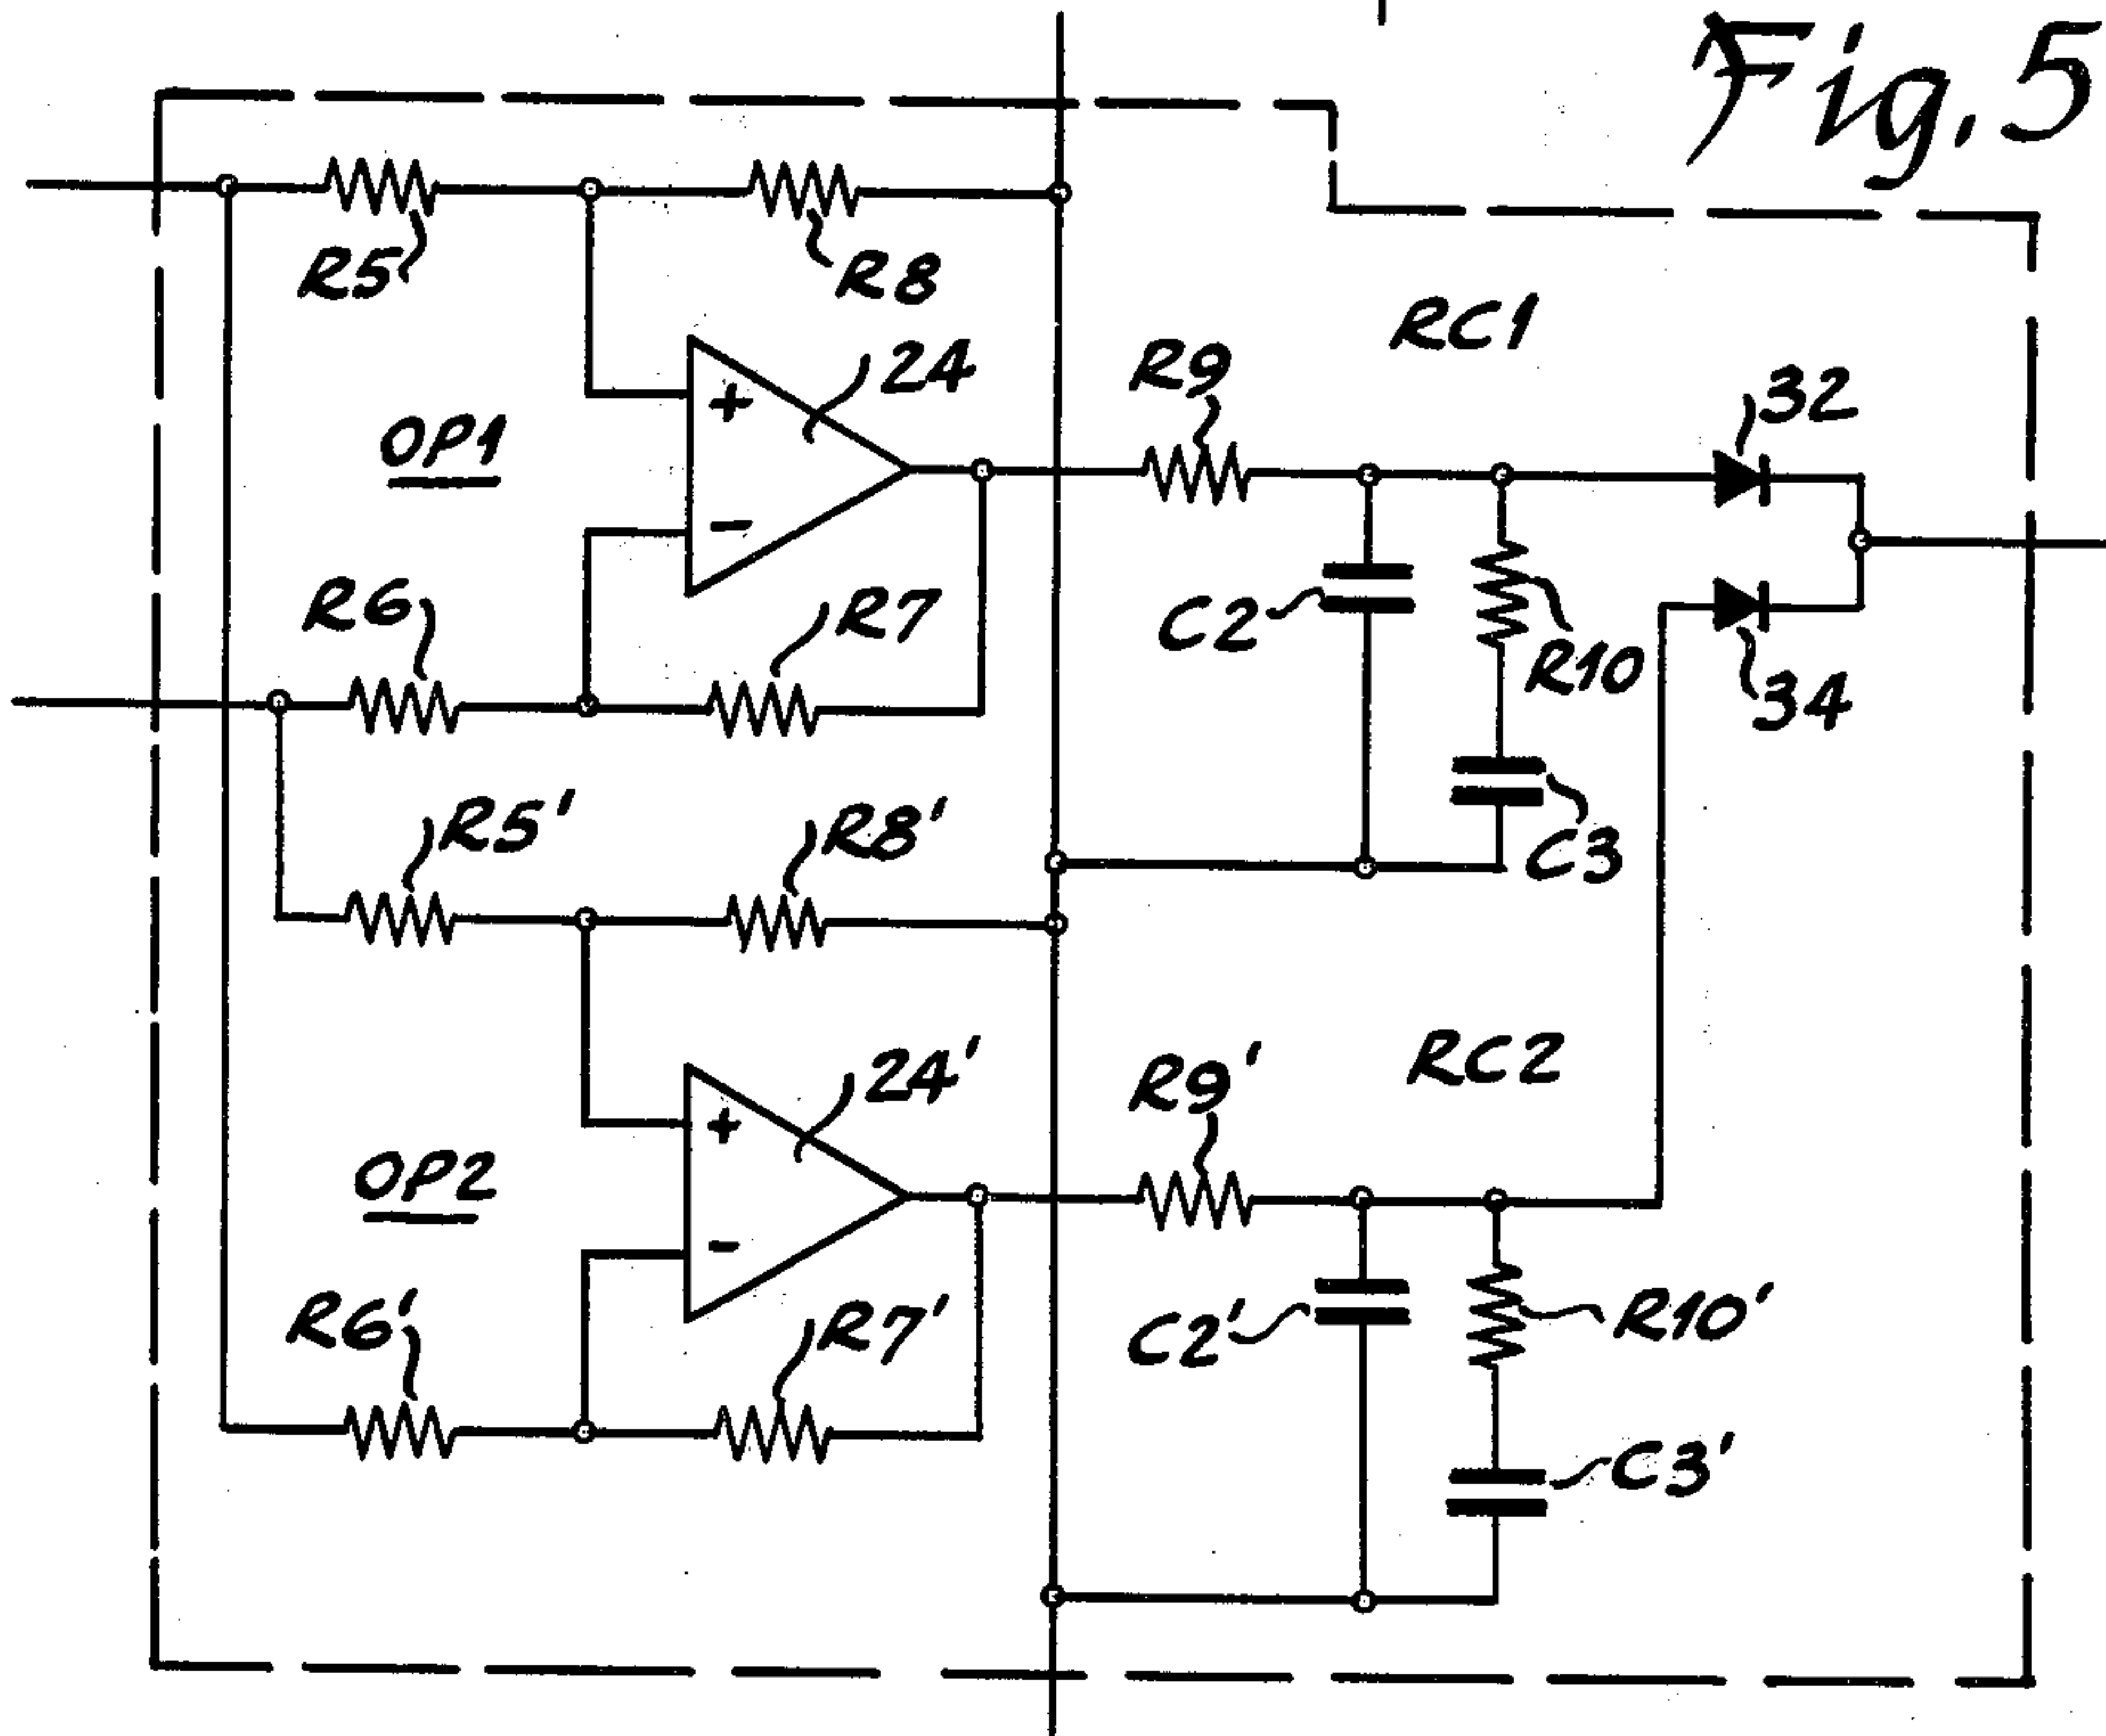 Fig. 5
R5
R8
RC1
R9
24
32
OP1
+
-
R6
R7
C2
R10
34
R5'
R8'
C3
24'
R9'
RC2
+
OP2
-
R6'
R7'
C2'
R10'
C3'